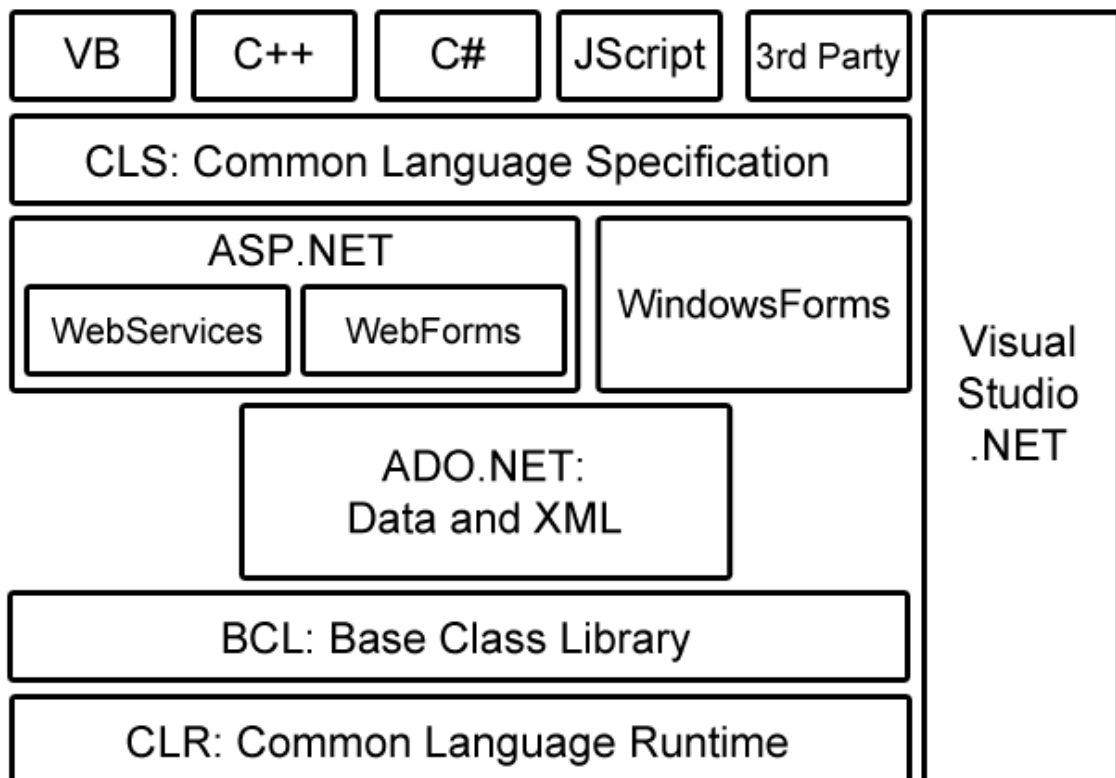 VB
C++
C#
JScript
3rd Party
CLS: Common Language Specification
ASP.NET
WebServices
WebForms
WindowsForms
ADO.NET:
Data and XML
BCL: Base Class Library
CLR: Common Language Runtime
Visual
Studio
.NET